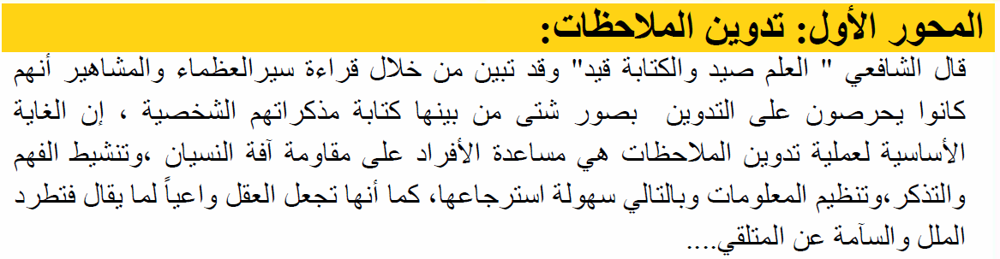 المحور الأول: تدوين الملاحظات:
قال الشافعي " العلم صيد والكتابة قيد" وقد تبين من خلال قراءة سيرالعظماء والمشاهير أنهم
كانوا يحرصون على التدوين بصور شتى من بينها كتابة مذكراتهم الشخصية ، إن الغاية
الأساسية لعملية تدوين الملاحظات هي مساعدة الأفراد على مقاومة آفة النسيان ،وتنشيط الفهم
والتذكر،وتنظيم المعلومات وبالتالي سهولة استرجاعها، كما أنها تجعل العقل واعياً لما يقال فتطرد
الملل والسآمة عن المتلقي....